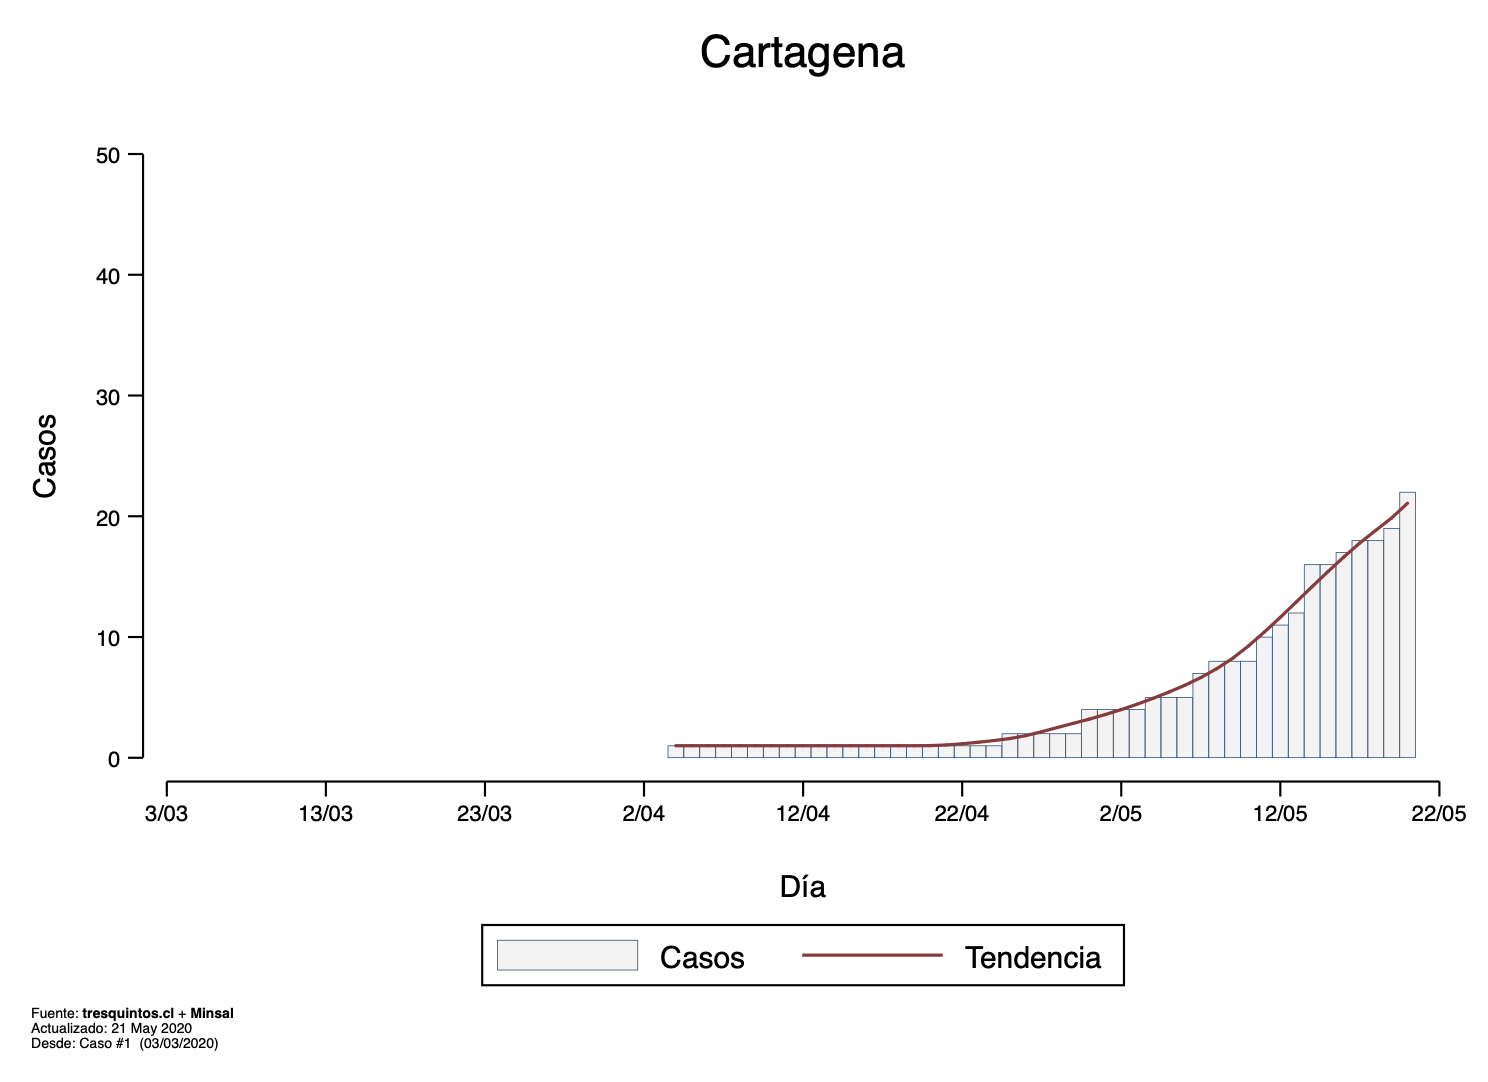 Cartagena
50
40
30
20
10
0
Casos
3/03 13/03 23/03 2/04 12/04 22/04 2/05 12/05 22/05
Día
Casos Tendencia
Fuente: tresquintos.cl + Minsal
Actualizado: 21 May 2020
Desde: Caso #1 (03/03/2020)